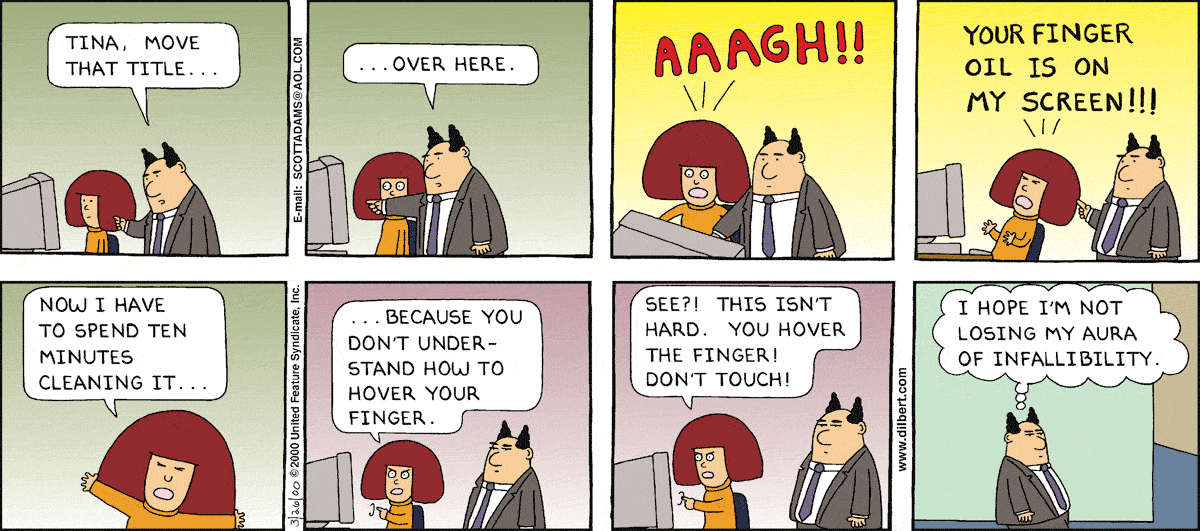 TINA, MOVE
THAT TITLE...
...OVER HERE.
E-mail: SCOTTADAMS@AOL.COM
AAAGH!!
YOUR FINGER
OIL IS ON
MY SCREEN!!!
NOW I HAVE
TO SPEND TEN
MINUTES
CLEANING IT...
3/26/00 © 2000 United Feature Syndicate, Inc.
...BECAUSE YOU
DON'T UNDER-
STAND HOW TO
HOVER YOUR
FINGER.
SEE?! THIS ISN'T
HARD. YOU HOVER
THE FINGER!
DON'T TOUCH!
www.dilbert.com
I HOPE I'M NOT
LOSING MY AURA
OF INFALLIBILITY.